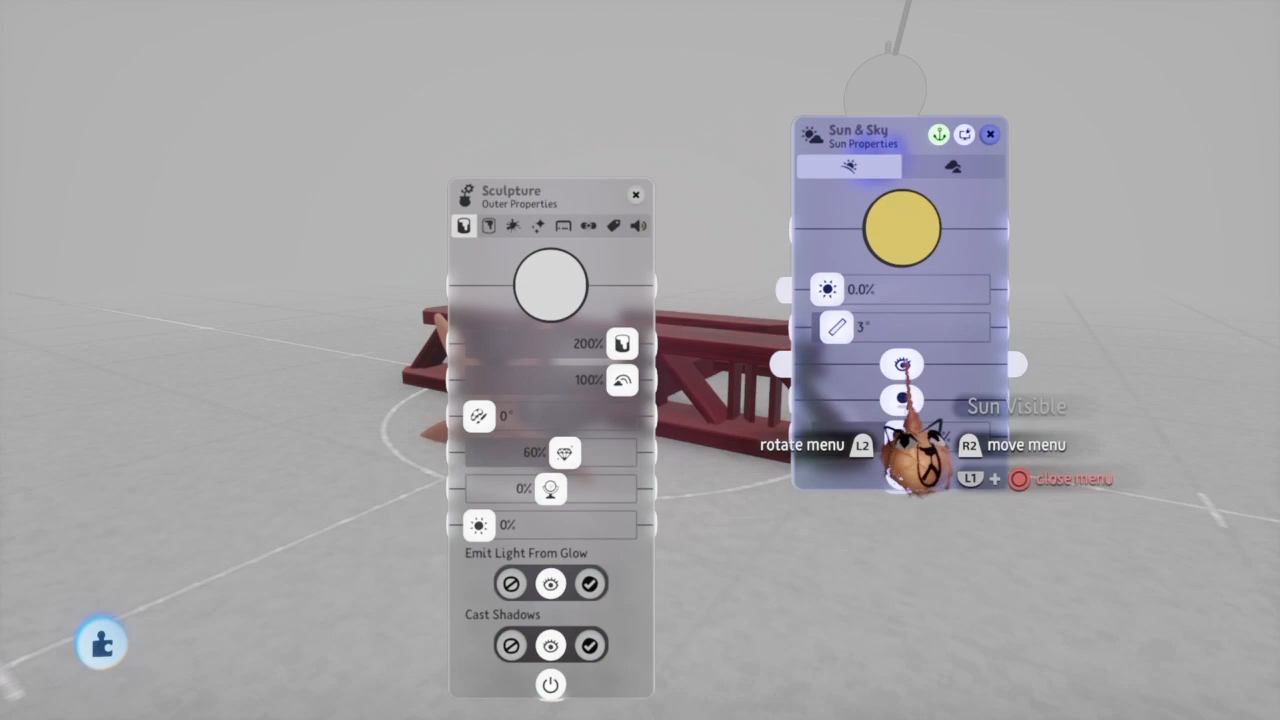 Sculpture
Outer Properties
200%
100%
0°
60%
0%
0%
Emit Light From Glow
Cast Shadows
Sun & Sky
Sun Properties
0.0%
3°
Sun Visible
rotate menu L2
R2 move menu
L1 + close menu